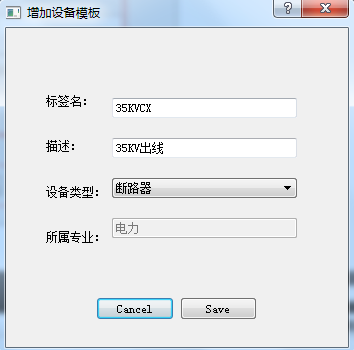 增加设备模板
标签名：
35KVCX
描述：
35KV出线
设备类型：
断路器
所属专业：
电力
Cancel
Save